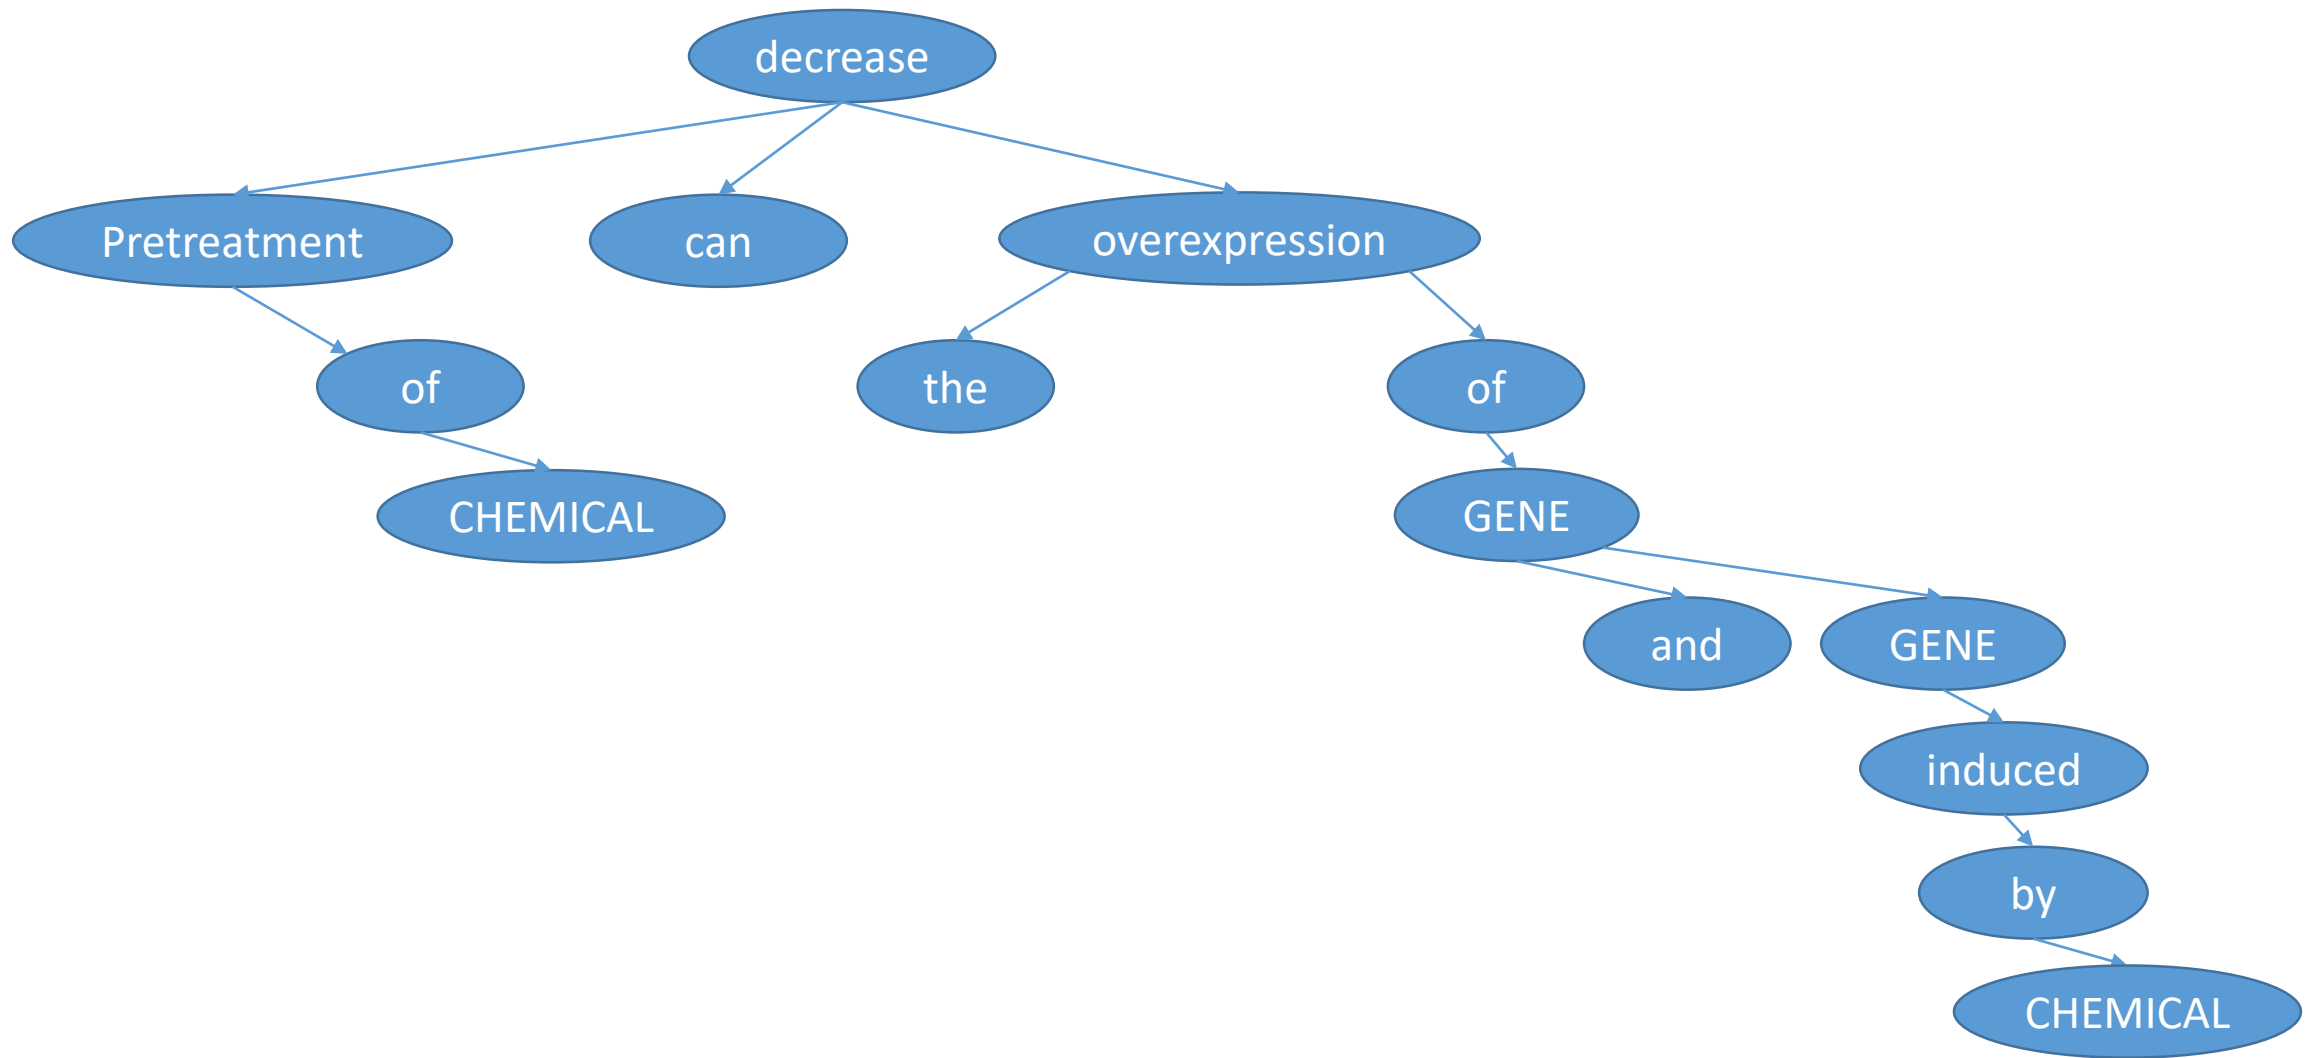 decrease
Pretreatment
can
overexpression
of
the
of
CHEMICAL
GENE
and
GENE
induced
by
CHEMICAL